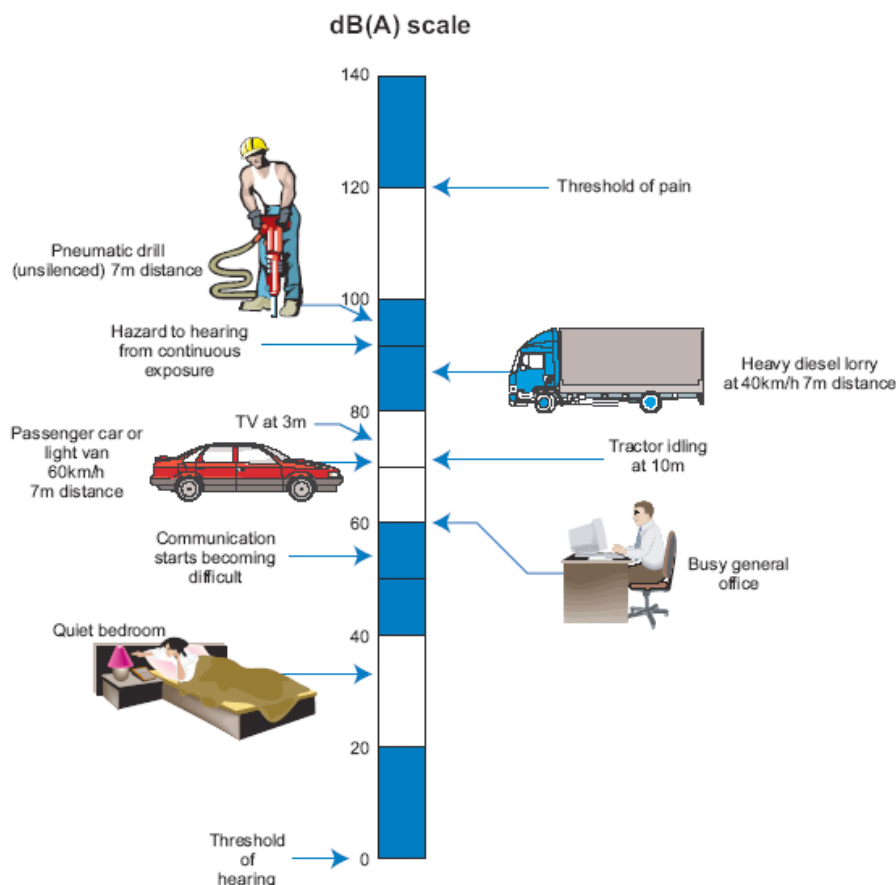 dB(A) scale
140
120
Threshold of pain
Pneumatic drill
(unsilenced) 7m distance
100
Hazard to hearing
from continuous
exposure
Heavy diesel lorry
at 40km/h 7m distance
80
TV at 3m
Passenger car or
light van
60km/h
7m distance
Tractor idling
at 10m
60
Communication
starts becoming
difficult
Busy general
office
Quiet bedroom
40
20
Threshold
of
hearing
0